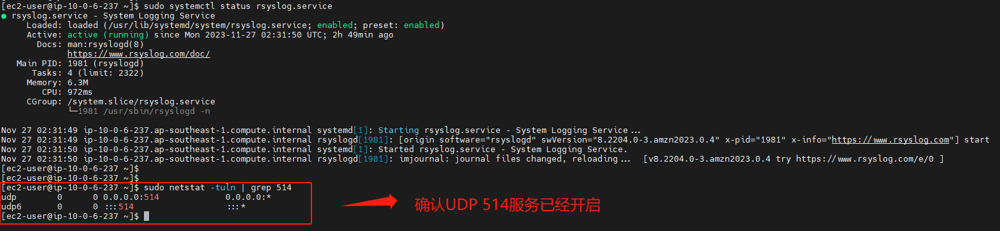 [ec2-user@ip-10-0-6-237 ~]$ sudo systemctl status rsyslog.service
● rsyslog.service - System Logging Service
Loaded: loaded (/usr/lib/systemd/system/rsyslog.service; enabled; preset: enabled)
Active: active (running) since Mon 2023-11-27 02:31:50 UTC; 2h 49min ago
Docs: man:rsyslogd(8)
https://www.rsyslog.com/doc/
Main PID: 1981 (rsyslogd)
Tasks: 4 (limit: 2322)
Memory: 6.3M
CPU: 972ms
CGroup: /system.slice/rsyslog.service
└─1981 /usr/sbin/rsyslogd -n
Nov 27 02:31:49 ip-10-0-6-237.ap-southeast-1.compute.internal systemd[1]: Starting rsyslog.service - System Logging Service...
Nov 27 02:31:49 ip-10-0-6-237.ap-southeast-1.compute.internal rsyslogd[1981]: [origin software="rsyslogd" swVersion="8.2204.0-3.amzn2023.0.4" x-pid="1981" x-info="https://www.rsyslog.com"] start
Nov 27 02:31:50 ip-10-0-6-237.ap-southeast-1.compute.internal systemd[1]: Started rsyslog.service - System Logging Service.
Nov 27 02:31:50 ip-10-0-6-237.ap-southeast-1.compute.internal rsyslogd[1981]: imjournal: journal files changed, reloading... [v8.2204.0-3.amzn2023.0.4 try https://www.rsyslog.com/e/0 ]
[ec2-user@ip-10-0-6-237 ~]$
[ec2-user@ip-10-0-6-237 ~]$
[ec2-user@ip-10-0-6-237 ~]$ sudo netstat -tuln | grep 514
udp 0 0 0.0.0.0:514 0.0.0.0:*
udp6 0 0 :::514 :::*
[ec2-user@ip-10-0-6-237 ~]$
确认UDP 514服务已经开启